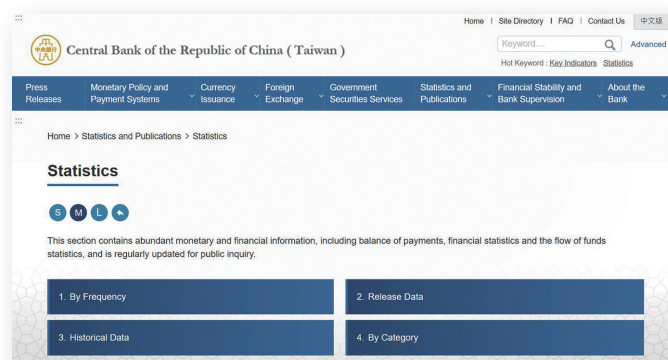 Home | Site Directory | FAQ | Contact Us 中文版
中央銀行
Central Bank of the Republic of China ( Taiwan )
Keyword.... Advanced
Hot Keyword : Key Indicators Statistics
Press Releases
Monetary Policy and Payment Systems
Currency Issuance
Foreign Exchange
Government Securities Services
Statistics and Publications
Financial Stability and Bank Supervision
About the Bank
Home > Statistics and Publications > Statistics
Statistics
S M L
This section contains abundant monetary and financial information, including balance of payments, financial statistics and the flow of funds
statistics, and is regularly updated for public inquiry.
1. By Frequency
2. Release Data
3. Historical Data
4. By Category